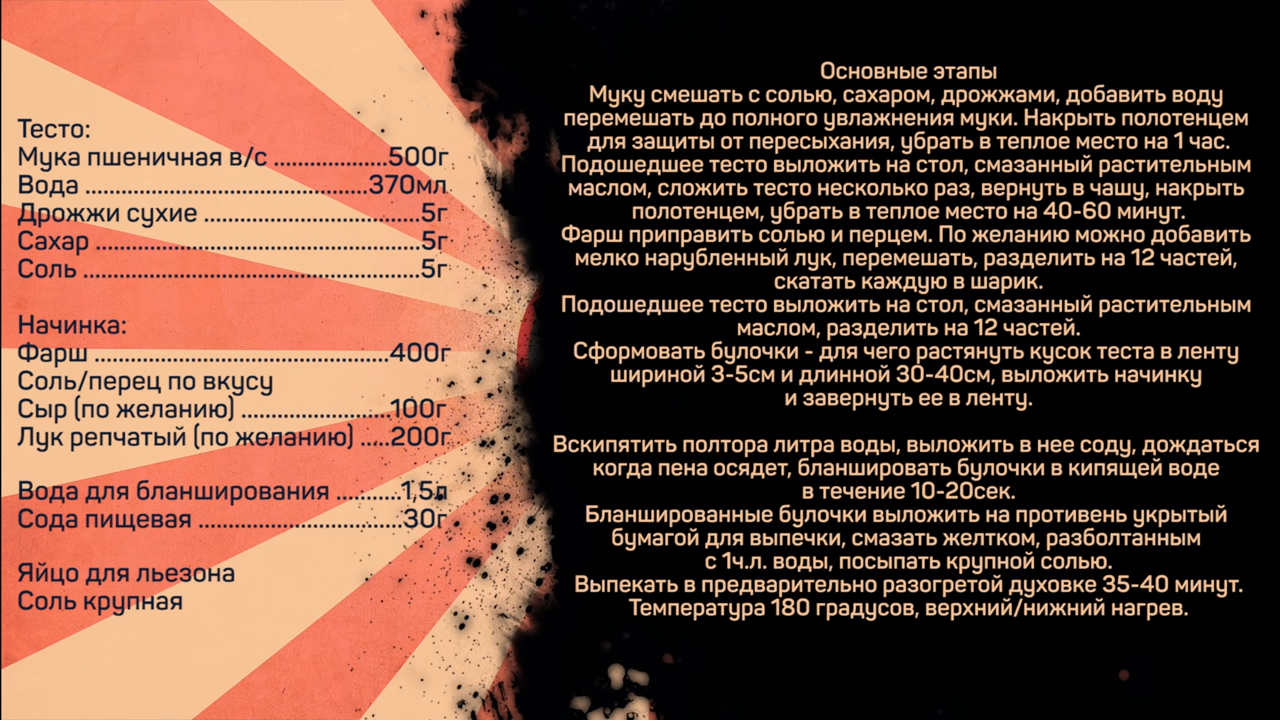 Тесто:
Мука пшеничная в/с ................500г
Вода .......................................370мл
Дрожжи сухие ..............................5г
Сахар .............................................5г
Соль ...............................................5г
Начинка:
Фарш .........................................400г
Соль/перец по вкусу
Сыр (по желанию) .....................100г
Лук репчатый (по желанию) .....200г
Вода для бланширования ..........1,5л
Сода пищевая .............................30г
Яйцо для льезона
Соль крупная
Основные этапы
Муку смешать с солью, сахаром, дрожжами, добавить воду
перемешать до полного увлажнения муки. Накрыть полотенцем
для защиты от пересыхания, убрать в теплое место на 1 час.
Подошедшее тесто выложить на стол, смазанный растительным
маслом, сложить тесто несколько раз, вернуть в чашу, накрыть
полотенцем, убрать в теплое место на 40-60 минут.
Фарш приправить солью и перцем. По желанию можно добавить
мелко нарубленный лук, перемешать, разделить на 12 частей,
скатать каждую в шарик.
Подошедшее тесто выложить на стол, смазанный растительным
маслом, разделить на 12 частей.
Сформовать булочки - для чего растянуть кусок теста в ленту
шириной 3-5см и длинной 30-40см, выложить начинку
и завернуть ее в ленту.
Вскипятить полтора литра воды, выложить в нее соду, дождаться
когда пена осядет, бланшировать булочки в кипящей воде
в течение 10-20сек.
Бланшированные булочки выложить на противень укрытый
бумагой для выпечки, смазать желтком, разболтанным
с 1ч.л. воды, посыпать крупной солью.
Выпекать в предварительно разогретой духовке 35-40 минут.
Температура 180 градусов, верхний/нижний нагрев.